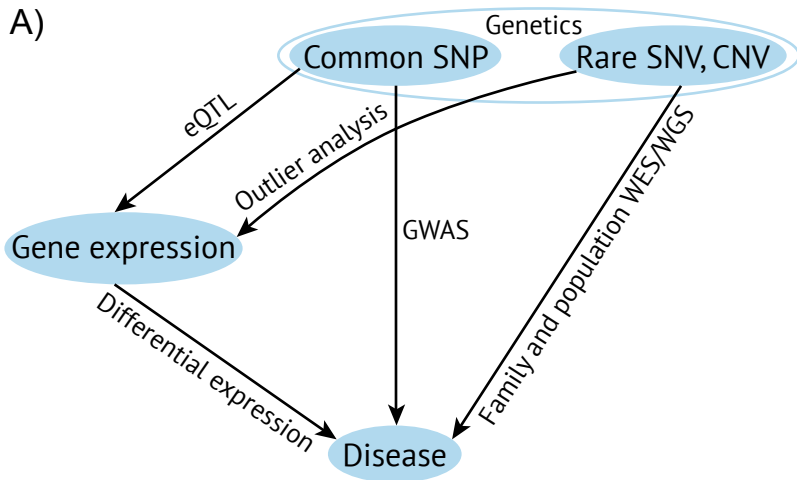 A)
Genetics
Common SNP
Rare SNV, CNV
eQTL
Outlier analysis
GWAS
Family and population WES/WGS
Gene expression
Differential expression
Disease